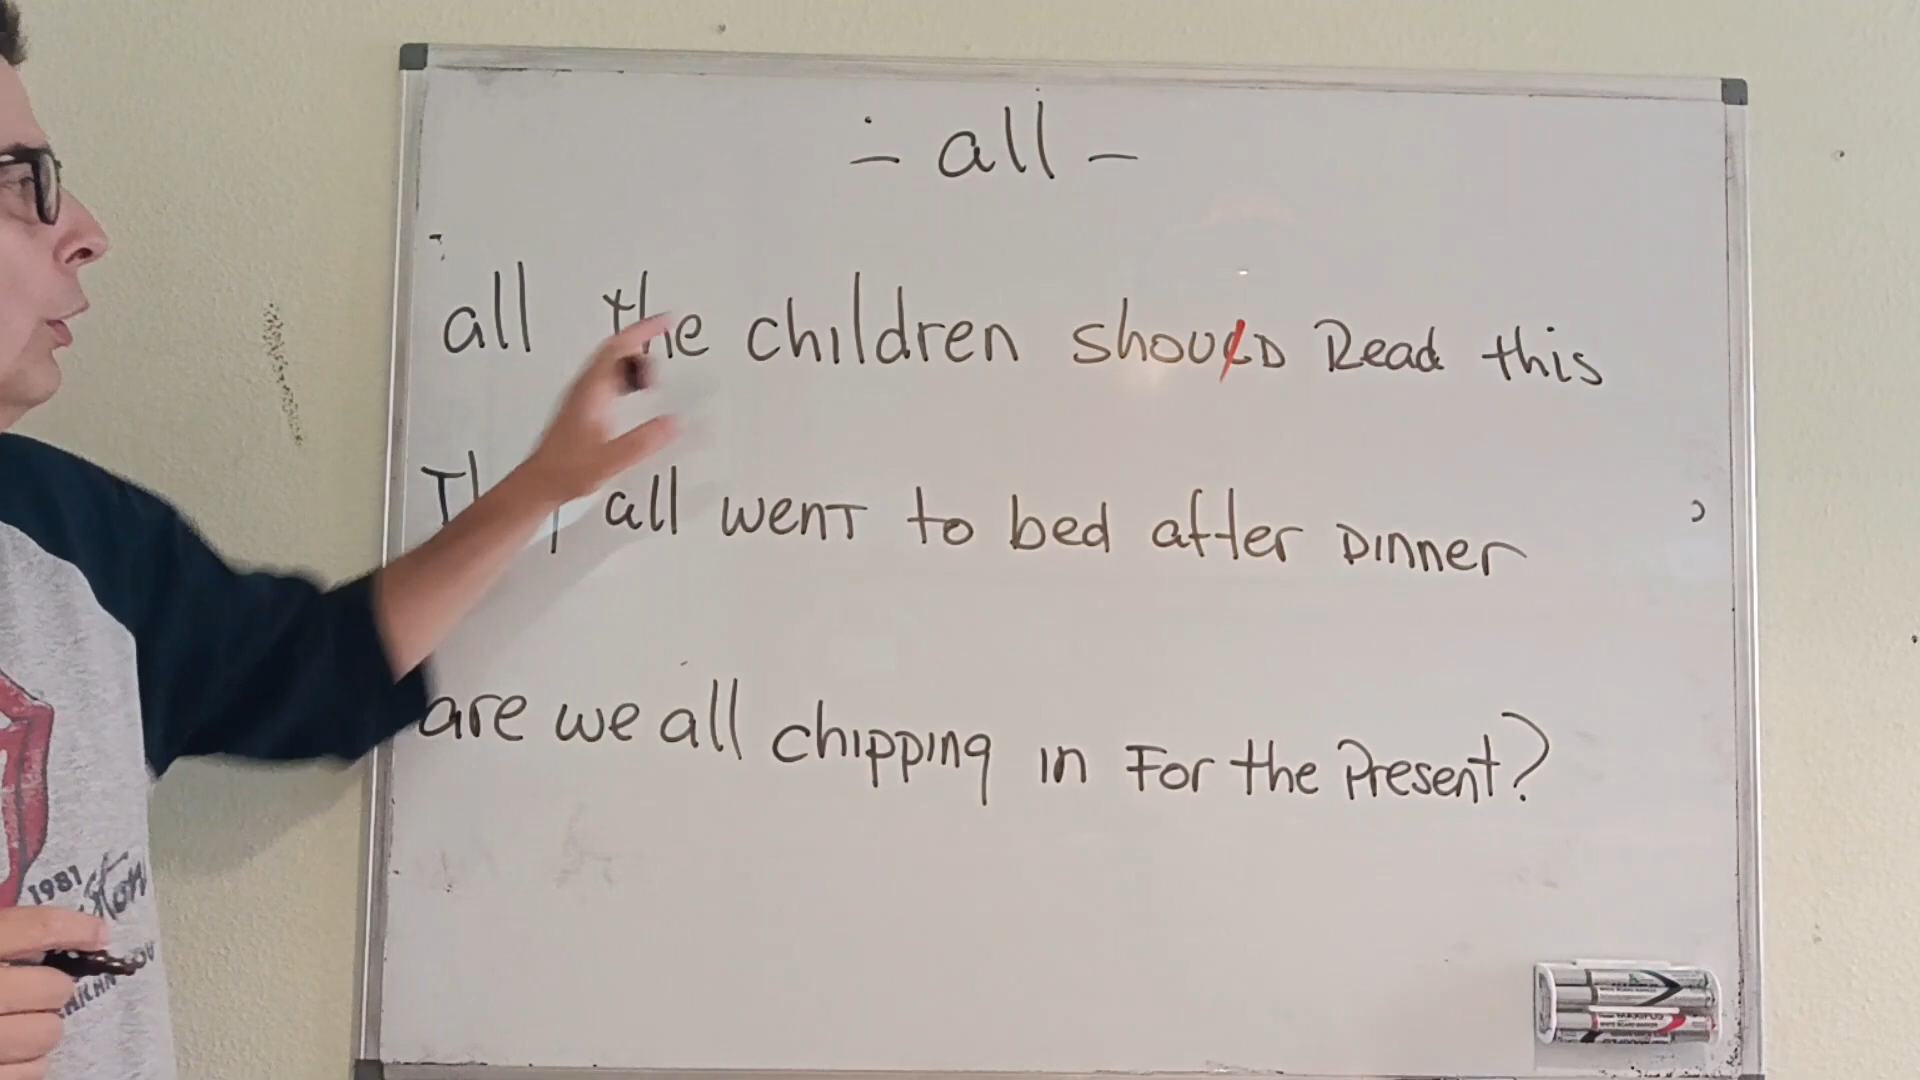 - all -
all the children should Read this
all wenT to bed after Dinner
are we all chipping in For the Present?
1981